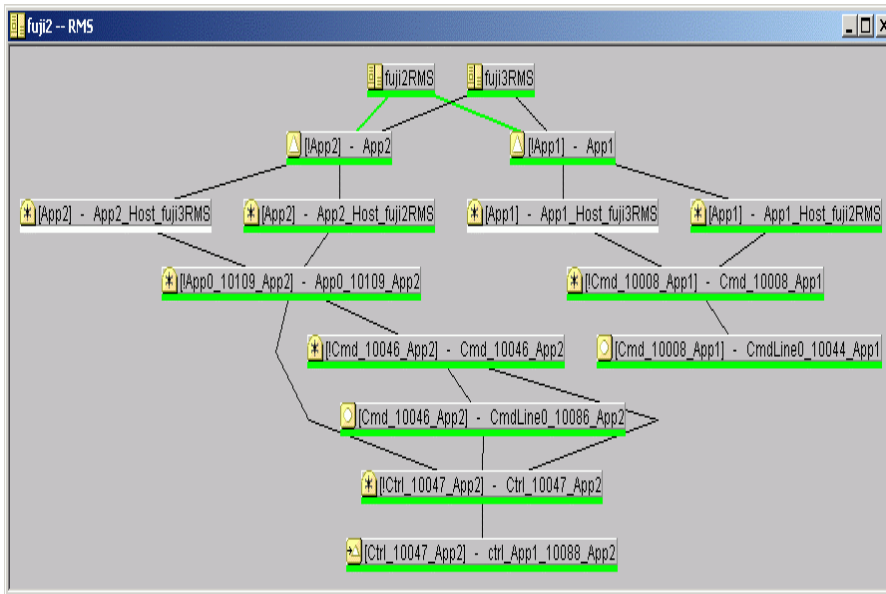 fuji2 -- RMS
fuji2RMS
fuji3RMS
[!App2] - App2
[!App1] - App1
[App2] - App2_Host_fuji3RMS
[App2] - App2_Host_fuji2RMS
[App1] - App1_Host_fuji3RMS
[App1] - App1_Host_fuji2RMS
[!App0_10109_App2] - App0_10109_App2
[!Cmd_10008_App1] - Cmd_10008_App1
[!Cmd_10046_App2] - Cmd_10046_App2
[Cmd_10008_App1] - CmdLine0_10044_App1
[Cmd_10046_App2] - CmdLine0_10086_App2
[!Ctrl_10047_App2] - Ctrl_10047_App2
[Ctrl_10047_App2] - ctrl_App1_10088_App2